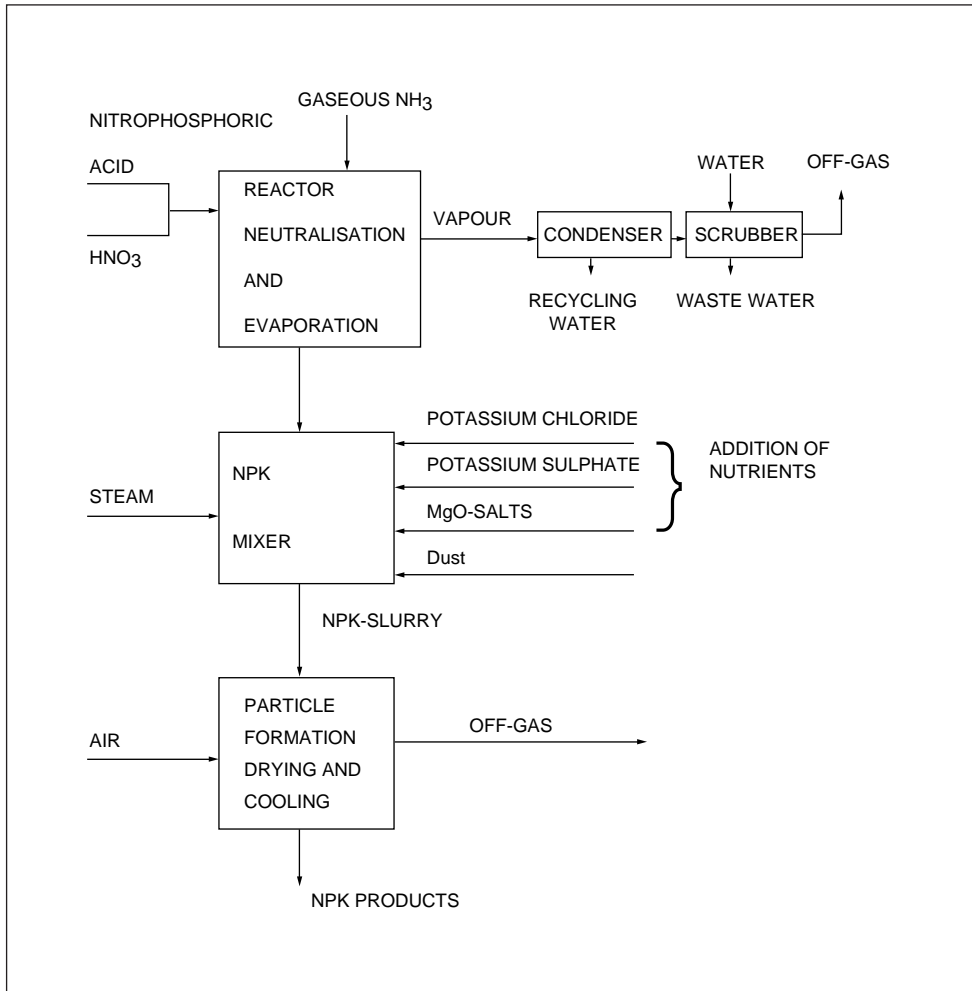 GASEOUS NH3
NITROPHOSPHORIC
ACID
HNO3
REACTOR
NEUTRALISATION
AND
EVAPORATION
VAPOUR
CONDENSER
RECYCLING
WATER
WATER
SCRUBBER
WASTE WATER
OFF-GAS
POTASSIUM CHLORIDE
POTASSIUM SULPHATE
MgO-SALTS
Dust
ADDITION OF
NUTRIENTS
STEAM
NPK
MIXER
NPK-SLURRY
AIR
PARTICLE
FORMATION
DRYING AND
COOLING
OFF-GAS
NPK PRODUCTS